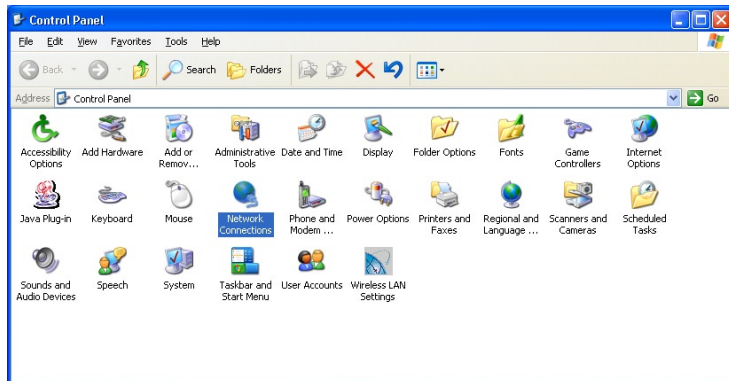 Control Panel
File Edit View Favorites Tools Help
Back Search Folders
Address Control Panel Go
Accessibility Options
Add Hardware
Add or Remov...
Administrative Tools
Date and Time
Display
Folder Options
Fonts
Game Controllers
Internet Options
Java Plug-in
Keyboard
Mouse
Network Connections
Phone and Modem ...
Power Options
Printers and Faxes
Regional and Language ...
Scanners and Cameras
Scheduled Tasks
Sounds and Audio Devices
Speech
System
Taskbar and Start Menu
User Accounts
Wireless LAN Settings